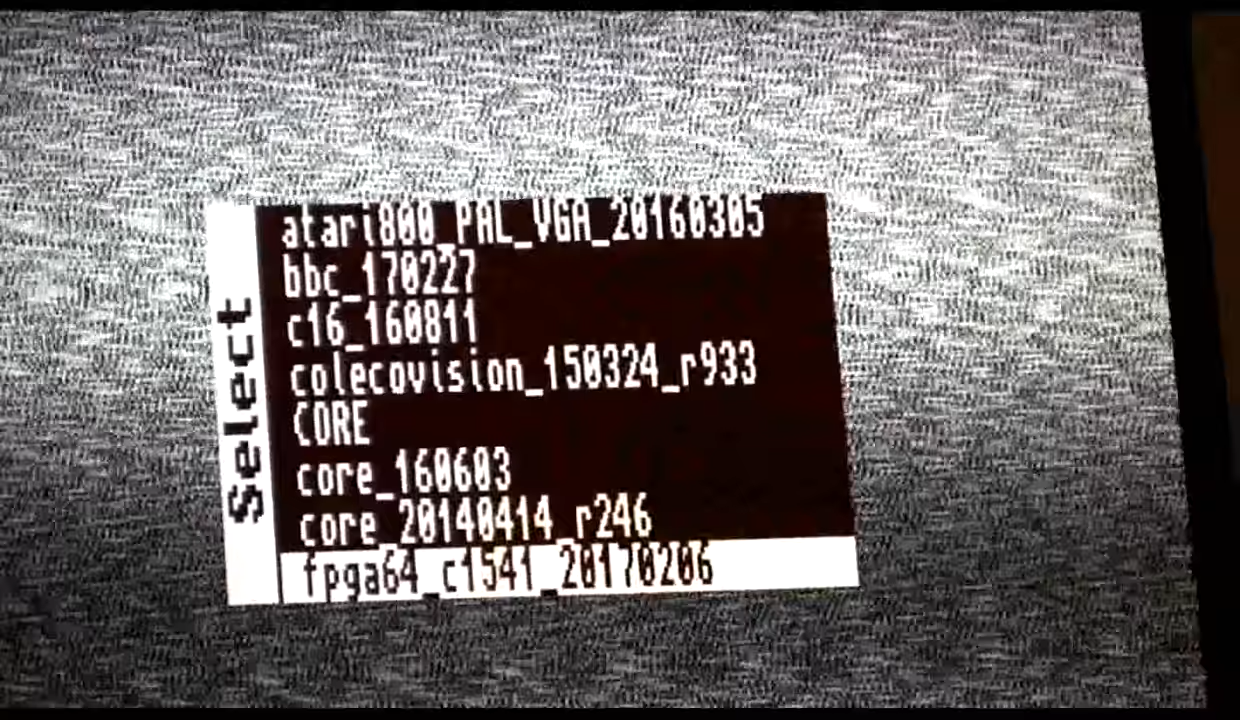 Select
atari800_PAL_VGA_20160305
bbc_170227
c16_160811
colecovision_150324_r933
CORE
core_160603
core_20140414_r246
fpga64_c1541_20170206